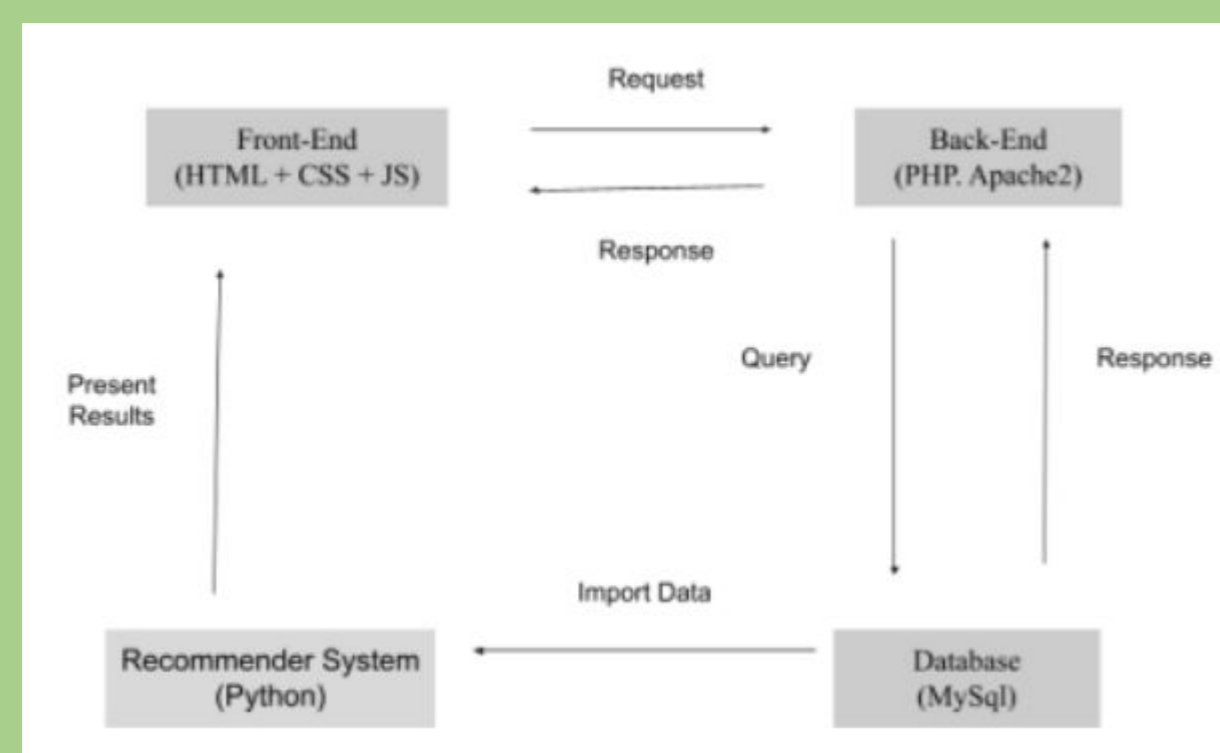 Request
Front-End
(HTML + CSS + JS)
Back-End
(PHP. Apache2)
Response
Query
Response
Present
Results
Import Data
Recommender System
(Python)
Database
(MySql)